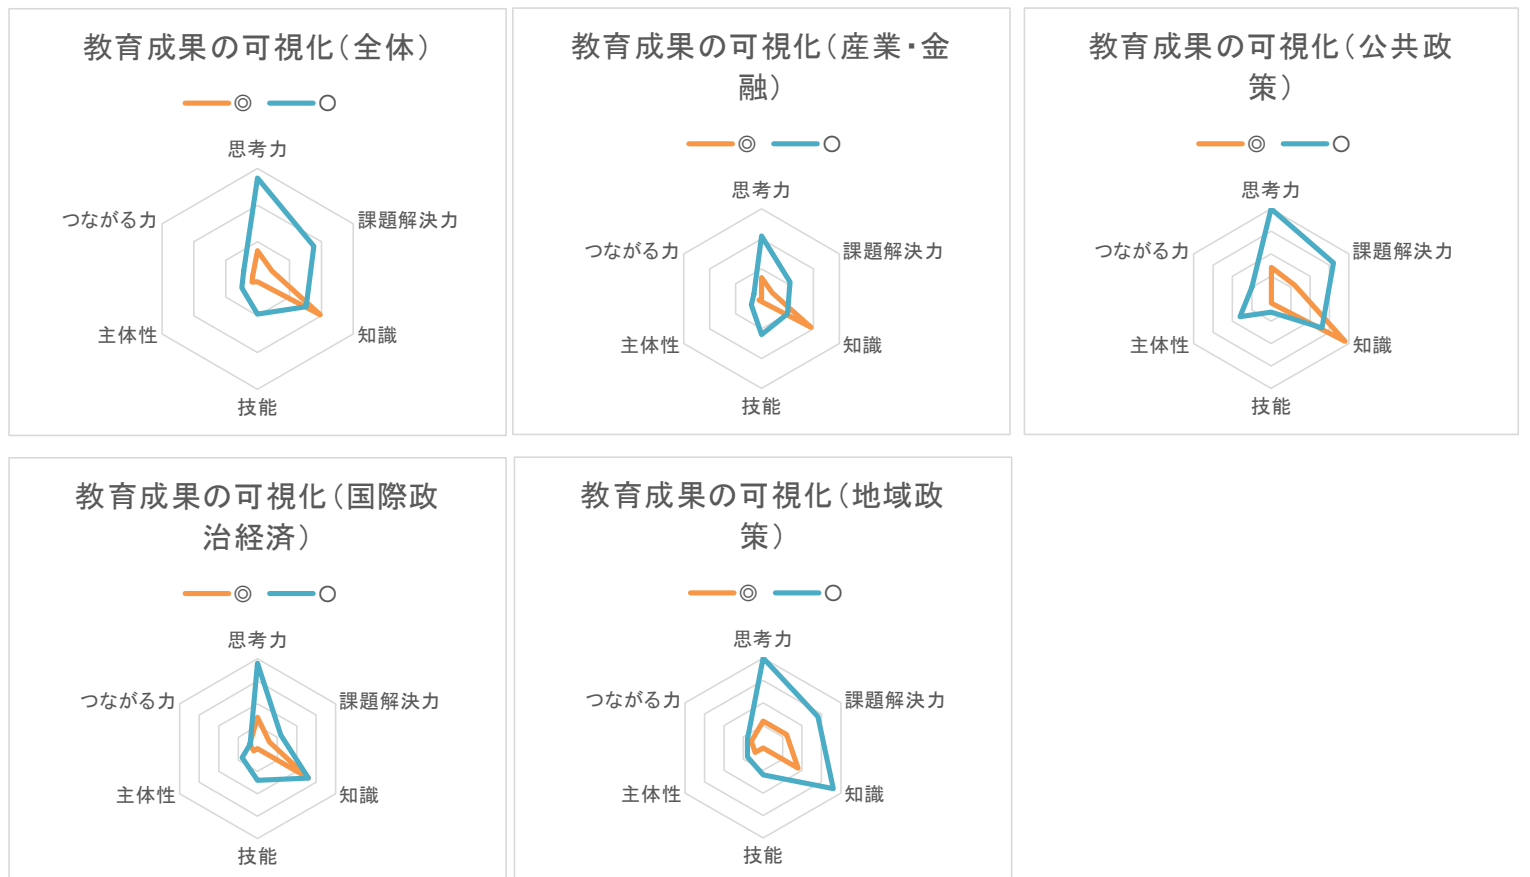 教育成果の可視化（全体）
◎ ○
思考力
課題解決力
知識
技能
主体性
つながる力
教育成果の可視化（産業・金
融）
◎ ○
思考力
課題解決力
知識
技能
主体性
つながる力
教育成果の可視化（公共政
策）
◎ ○
思考力
課題解決力
知識
技能
主体性
つながる力
教育成果の可視化（国際政
治経済）
◎ ○
思考力
課題解決力
知識
技能
主体性
つながる力
教育成果の可視化（地域政
策）
◎ ○
思考力
課題解決力
知識
技能
主体性
つながる力